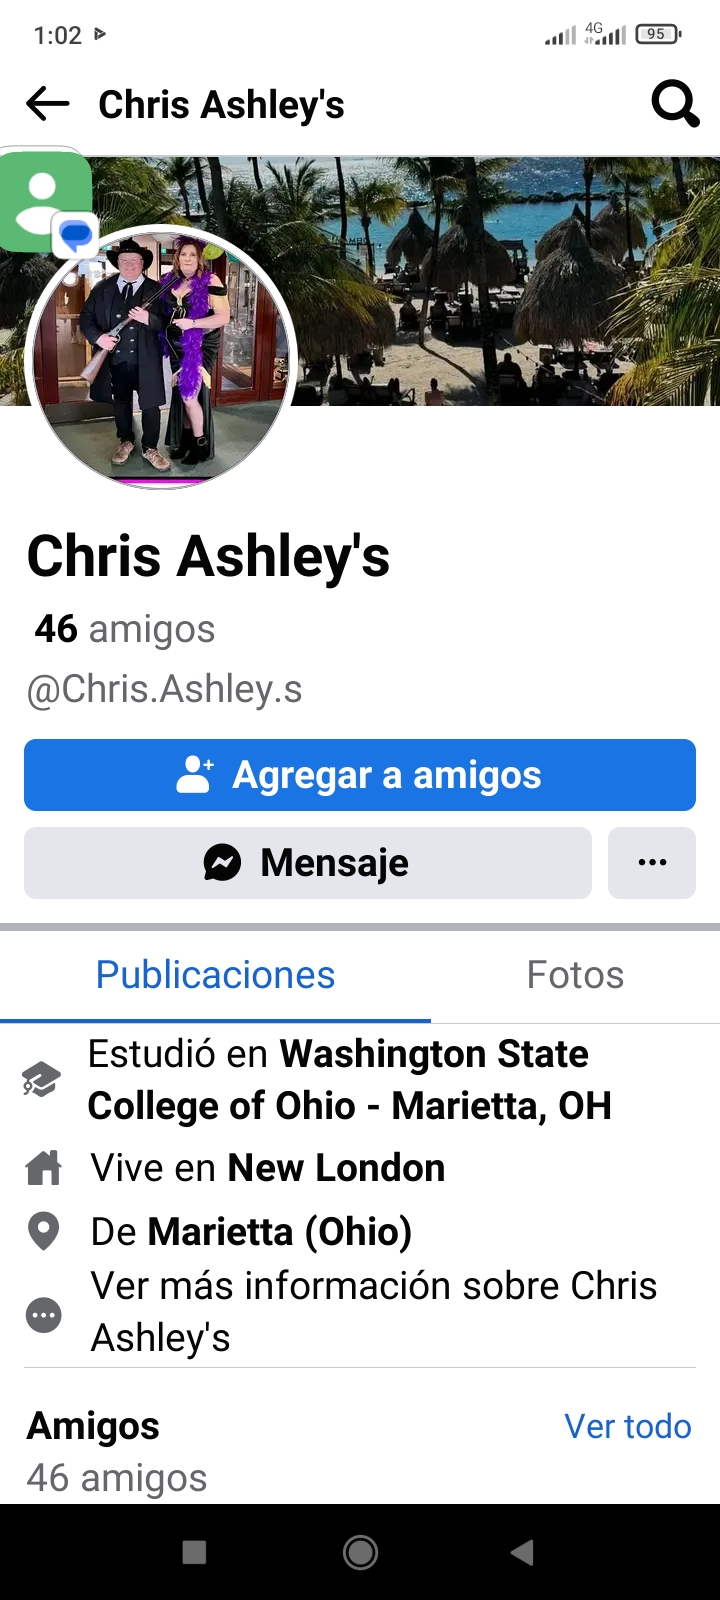 1:02
4G
95
Chris Ashley's
Chris Ashley's
46 amigos
@Chris.Ashley.s
Agregar a amigos
Mensaje
Publicaciones
Fotos
Estudió en Washington State
College of Ohio - Marietta, OH
Vive en New London
De Marietta (Ohio)
Ver más información sobre Chris
Ashley's
Amigos
Ver todo
46 amigos